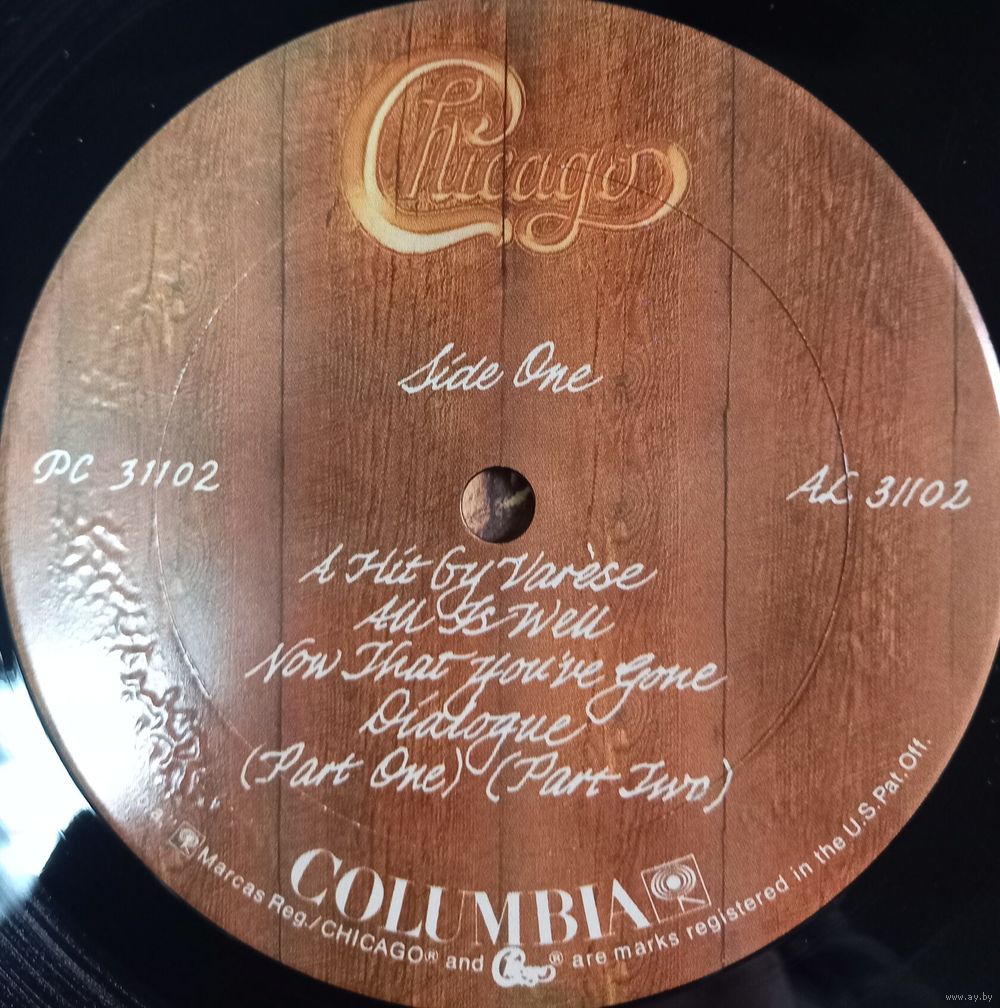 Chicago
Side One
PC 31102
AL 31102
A Hit by Varèse
All Is Well
Now That You've Gone
Dialogue
(Part One) (Part Two)
COLUMBIA
Marcas Reg./CHICAGO® and Chicago® are marks registered in the U.S. Pat. Off.
www.ay.by